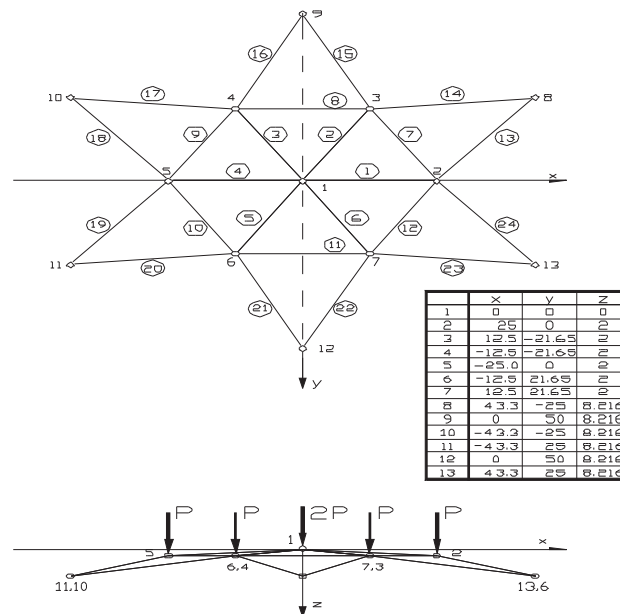 9
16 15
10 17 4 8 3 14 8
18 9 3 2 7 13
5 4 1 1 2 x
19 10 5 6 12 24
11 20 6 11 7 23 13
21 22
12
y
x y z
1 0 0 0
2 25 0 2
3 12.5 -21.65 2
4 -12.5 -21.65 2
5 -25.0 0 2
6 -12.5 21.65 2
7 12.5 21.65 2
8 43.3 -25 8.216
9 0 50 8.216
10 -43.3 -25 8.216
11 -43.3 25 8.216
12 0 50 8.216
13 43.3 25 8.216
P P 2P P P
1 x
5 6,4 7,3 2
11,10 13,6
z